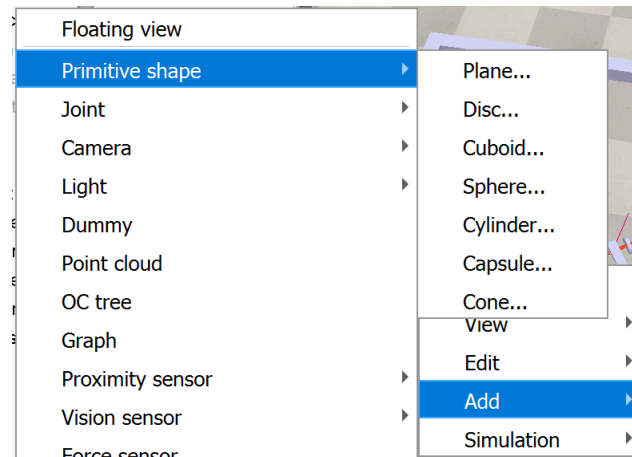 Floating view
Primitive shape
Joint
Camera
Light
Dummy
Point cloud
OC tree
Graph
Proximity sensor
Vision sensor
Force sensor
Plane...
Disc...
Cuboid...
Sphere...
Cylinder...
Capsule...
Cone...
View
Edit
Add
Simulation